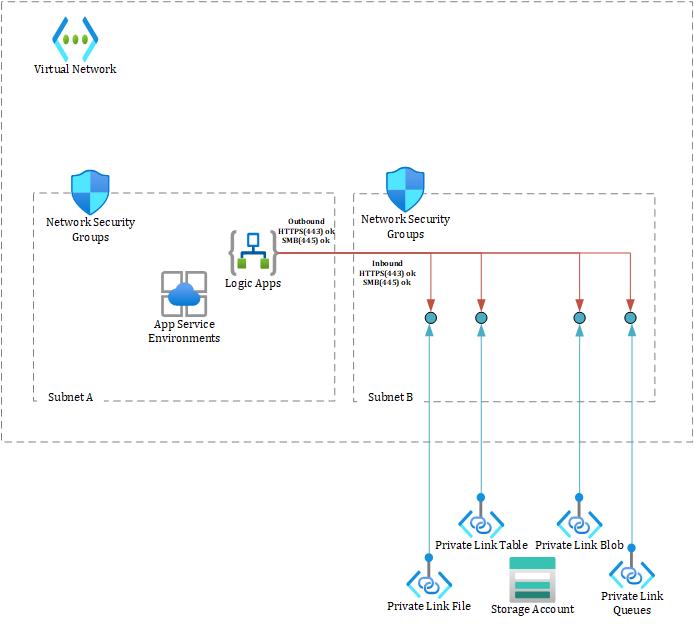 Virtual Network
Network Security
Groups
Network Security
Groups
Outbound
HTTPS(443) ok
SMB(445) ok
Inbound
HTTPS(443) ok
SMB(445) ok
Logic Apps
App Service
Environments
Subnet A
Subnet B
Private Link Table
Private Link Blob
Private Link File
Storage Account
Private Link
Queues